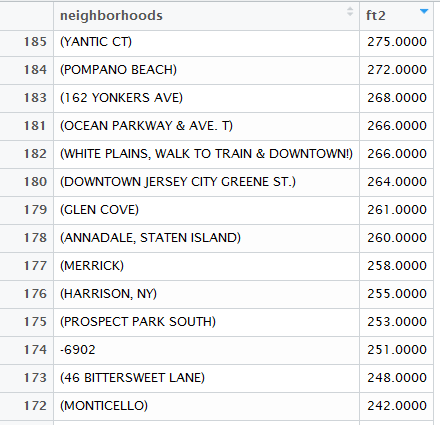 neighborhoods ft2
185 (YANTIC CT) 275.0000
184 (POMPANO BEACH) 272.0000
183 (162 YONKERS AVE) 268.0000
181 (OCEAN PARKWAY & AVE. T) 266.0000
182 (WHITE PLAINS, WALK TO TRAIN & DOWNTOWN!) 266.0000
180 (DOWNTOWN JERSEY CITY GREENE ST.) 264.0000
179 (GLEN COVE) 261.0000
178 (ANNADALE, STATEN ISLAND) 260.0000
177 (MERRICK) 258.0000
176 (HARRISON, NY) 255.0000
175 (PROSPECT PARK SOUTH) 253.0000
174 -6902 251.0000
173 (46 BITTERSWEET LANE) 248.0000
172 (MONTICELLO) 242.0000